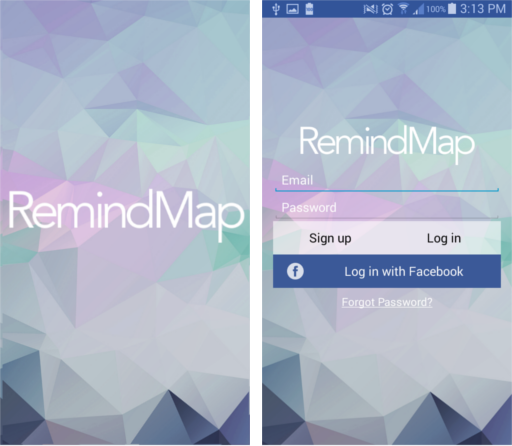 RemindMap
100% 3:13 PM
RemindMap
Email
Password
Sign up Log in
f Log in with Facebook
Forgot Password?